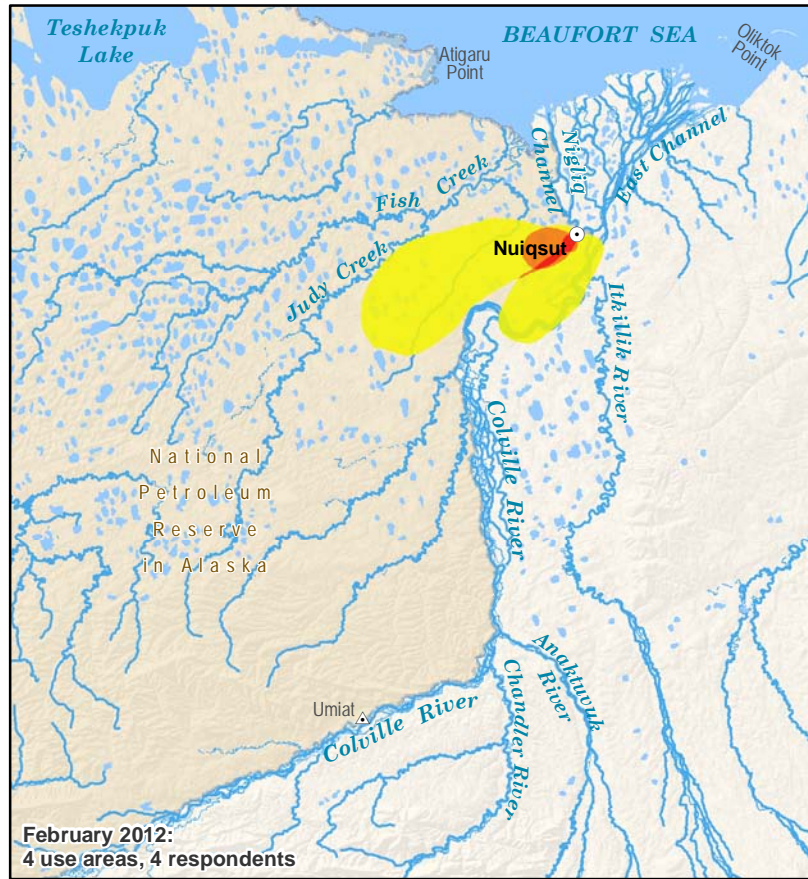 Teshekpuk
Lake
BEAUFORT SEA
Oliktok
Point
Atigaru
Point
Nigliq
Channel
East Channel
Fish Creek
Judy Creek
Nuiqsut
Itkillik River
Colville River
National
Petroleum
Reserve
in Alaska
Anaktuvuk
River
Chandler River
Umiat
Colville River
February 2012:
4 use areas, 4 respondents